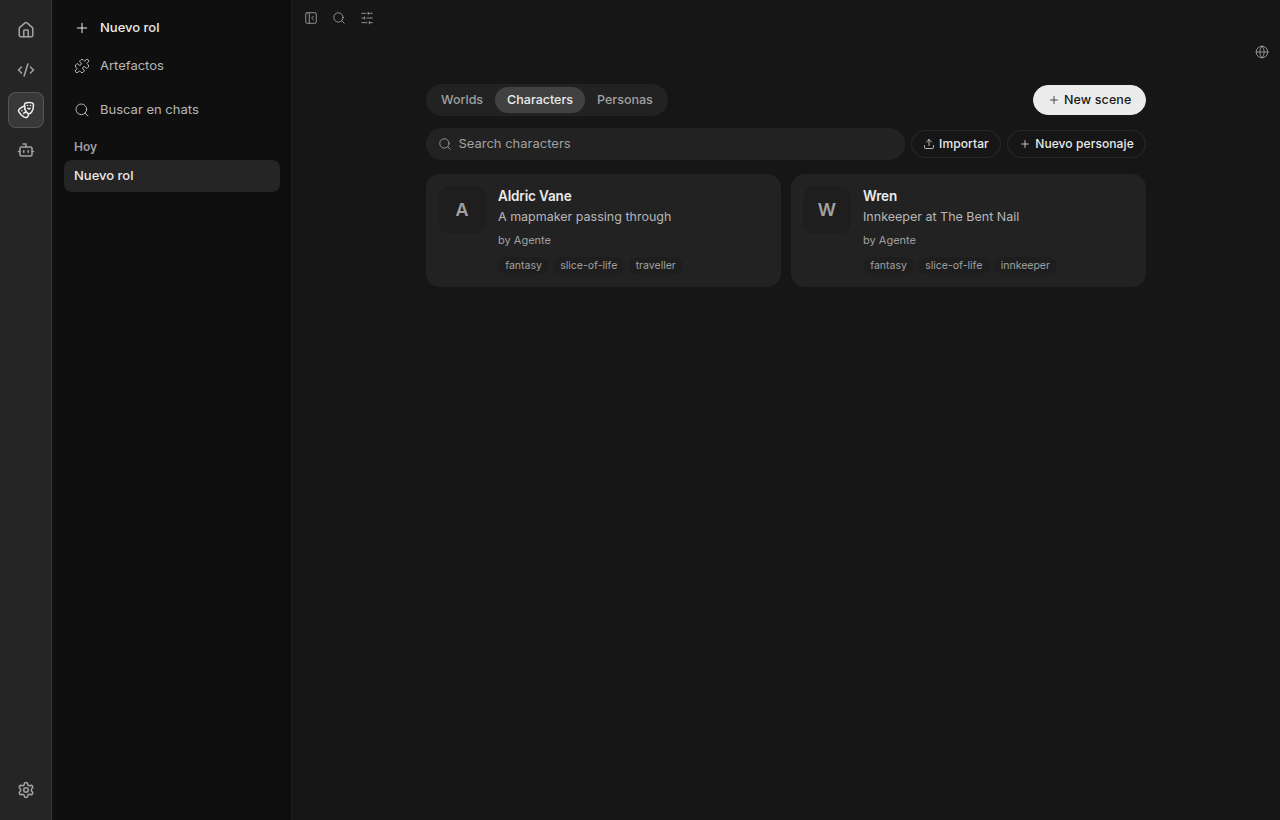 Nuevo rol
Artefactos
Buscar en chats
Hoy
Nuevo rol
Worlds Characters Personas
New scene
Search characters
Importar
Nuevo personaje
A
Aldric Vane
A mapmaker passing through
by Agente
fantasy slice-of-life traveller
W
Wren
Innkeeper at The Bent Nail
by Agente
fantasy slice-of-life innkeeper